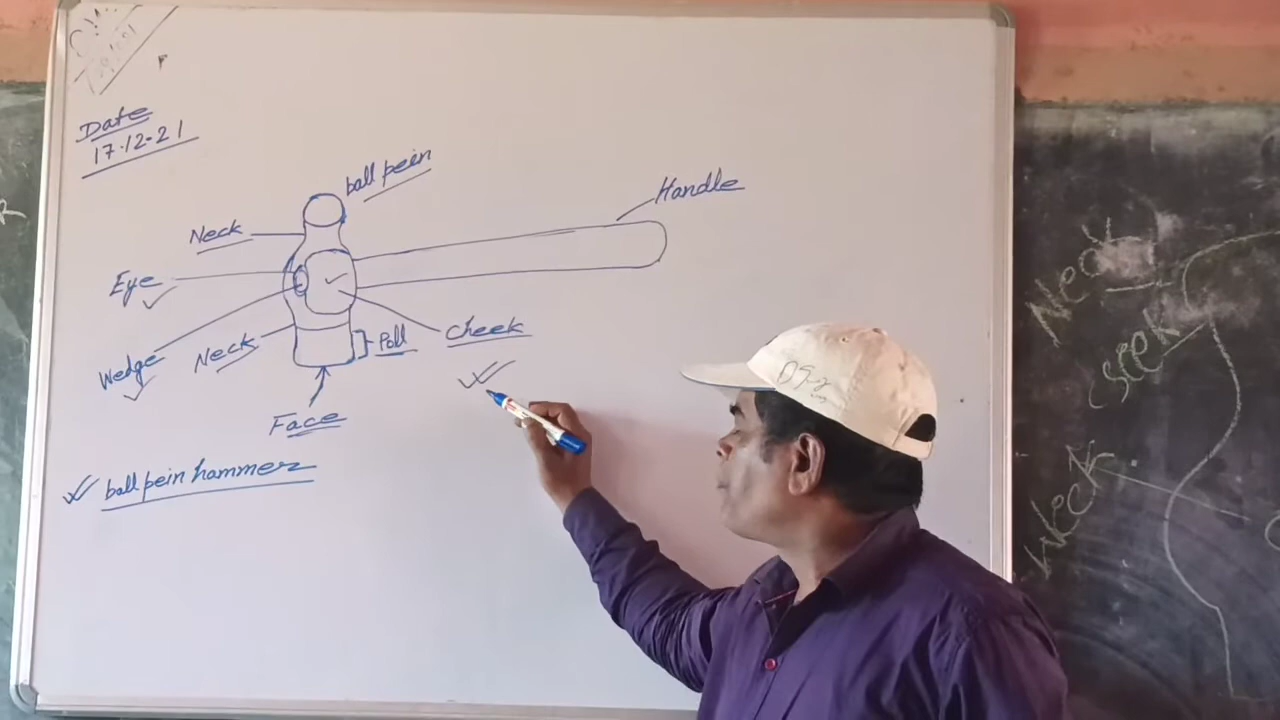 Date
17.12-21
ball pein
Handle
Neck
Eye
Cheek
Poll
Wedge
Neck
Face
ball pein hammer
Neck
Neck